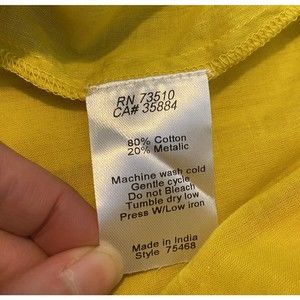 RN 73510
CA# 35884
80% Cotton
20% Metalic
Machine wash cold
Gentle cycle
Do not Bleach
Tumble dry low
Press W/Low iron
Made in India
Style 75468